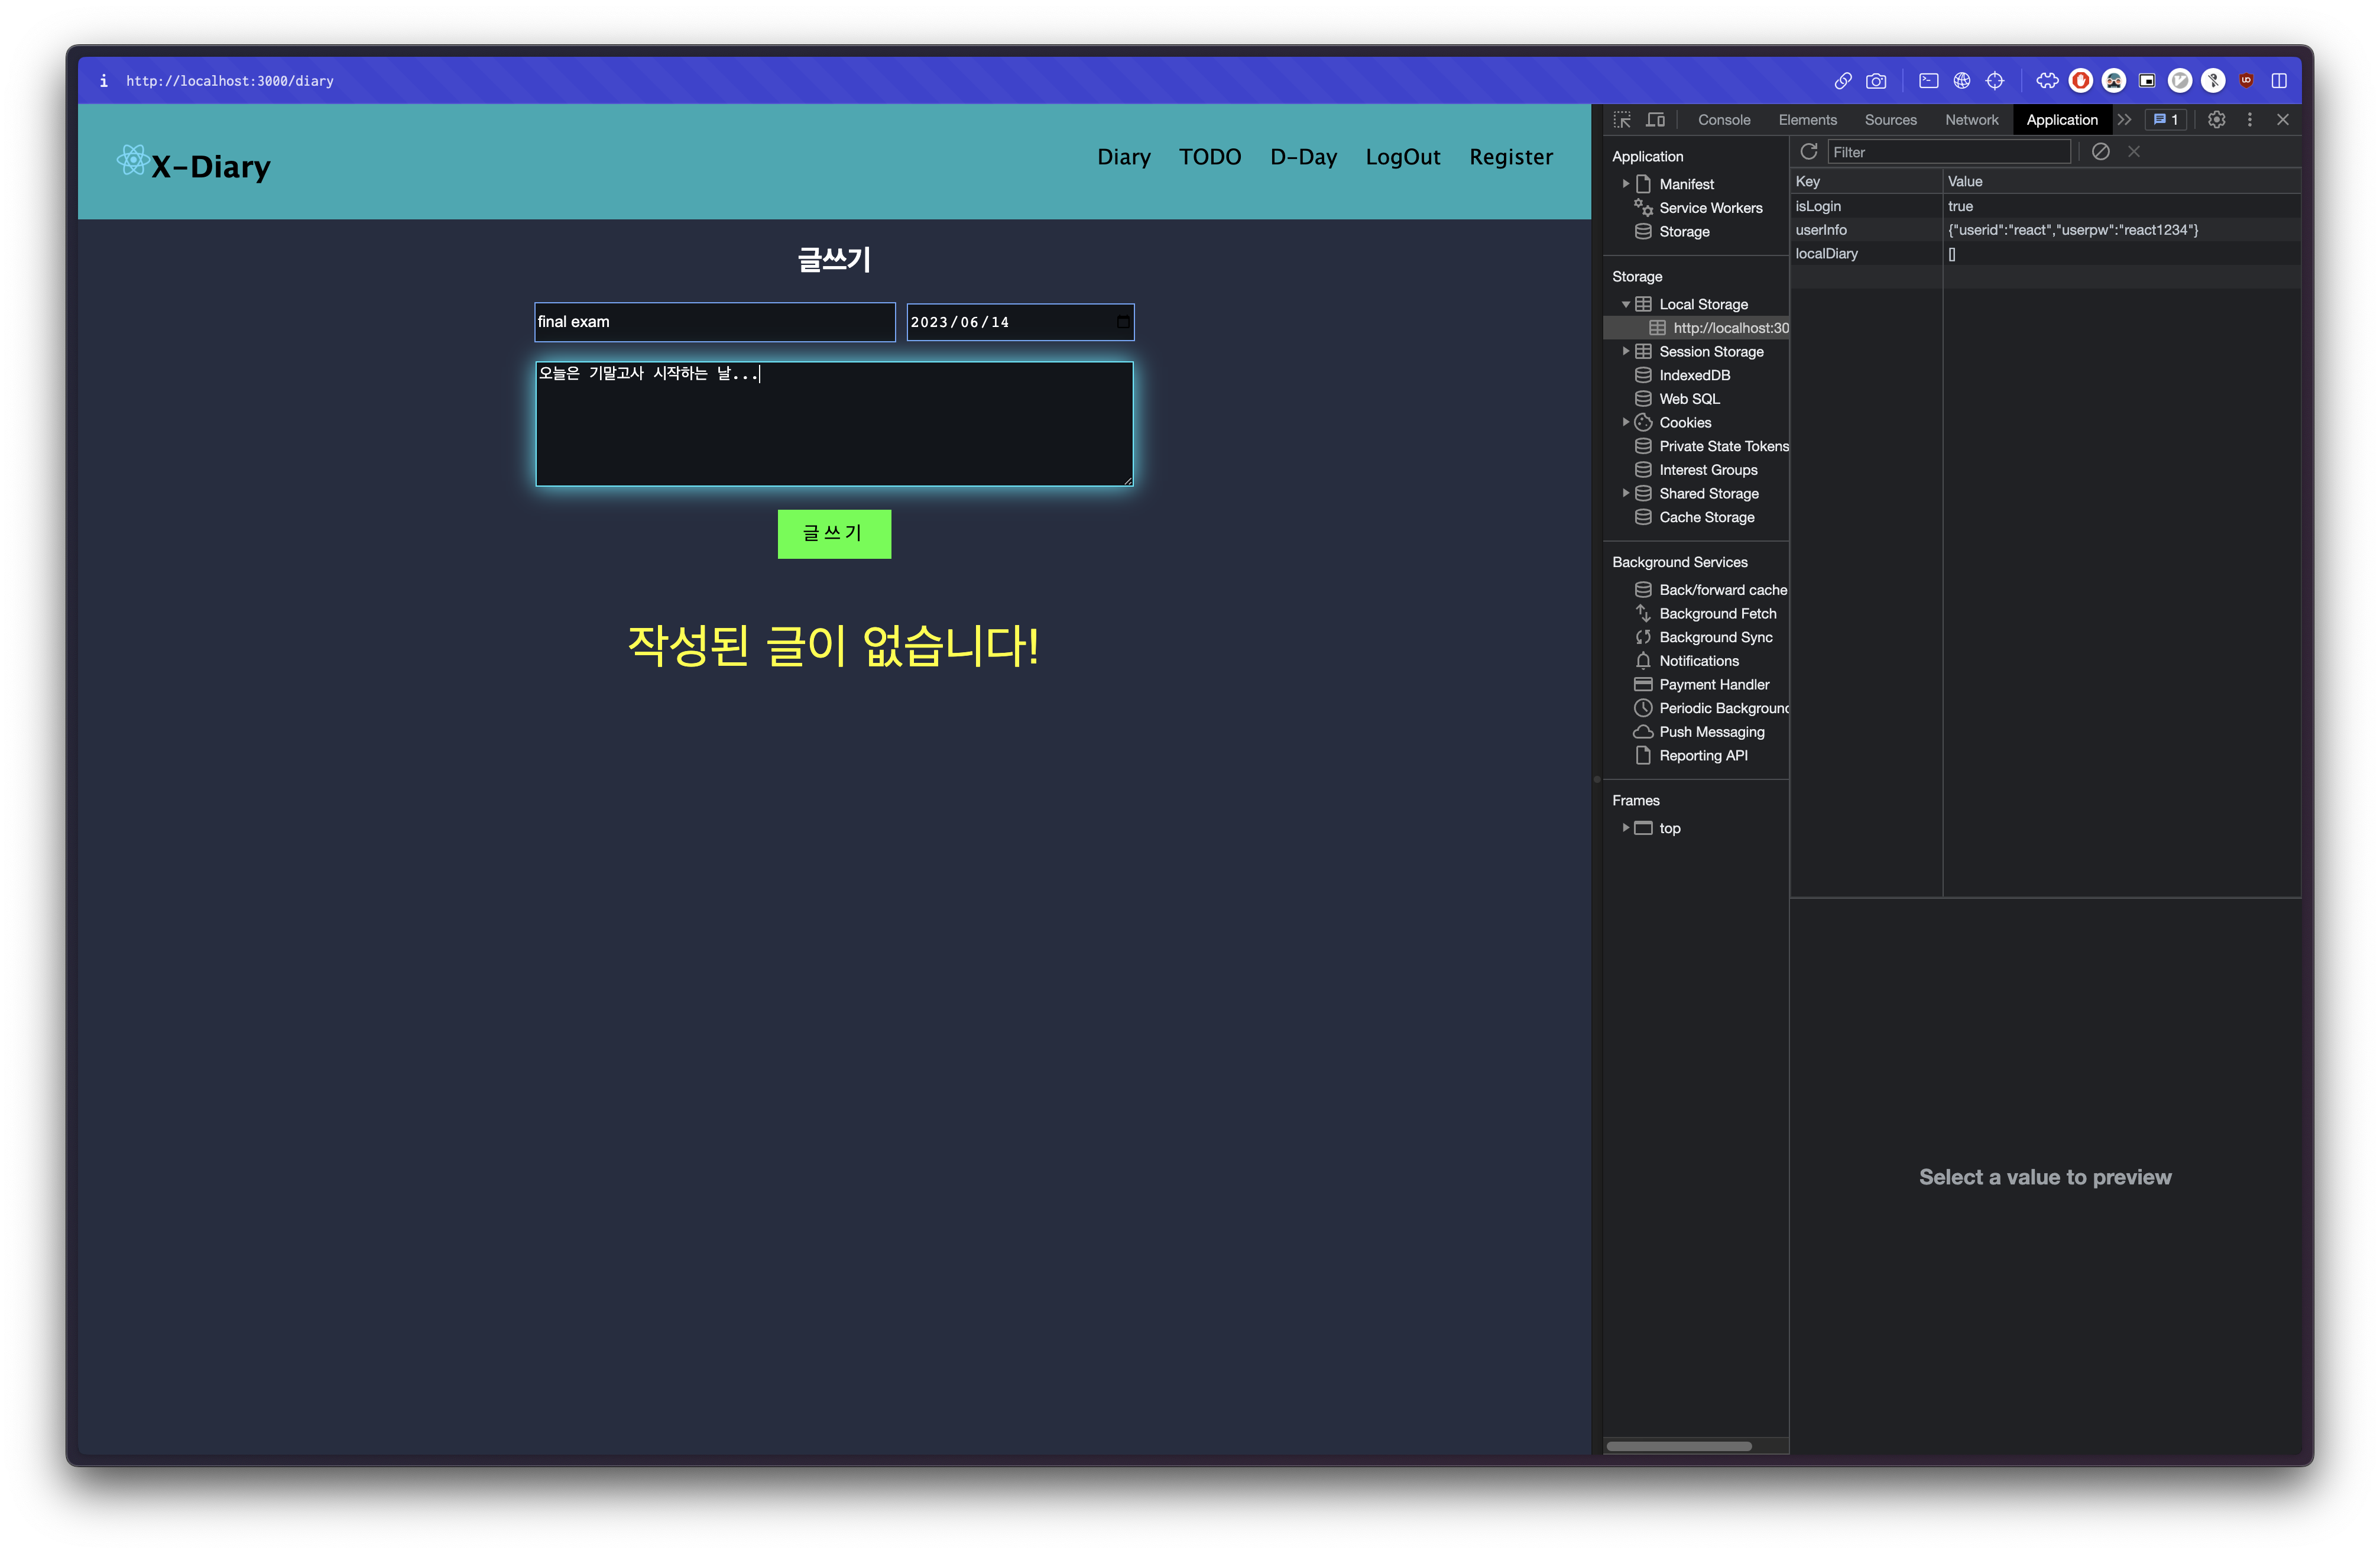 i http://localhost:3000/diary
X-Diary
Diary TODO D-Day LogOut Register
글쓰기
final exam 2023/06/14
오늘은 기말고사 시작하는 날...
글쓰기
작성된 글이 없습니다!
Console Elements Sources Network Application 1
Application
Manifest
Service Workers
Storage
Storage
Local Storage
http://localhost:30
Session Storage
IndexedDB
Web SQL
Cookies
Private State Tokens
Interest Groups
Shared Storage
Cache Storage
Background Services
Back/forward cache
Background Fetch
Background Sync
Notifications
Payment Handler
Periodic Background
Push Messaging
Reporting API
Frames
top
Filter
Key Value
isLogin true
userInfo {"userid":"react","userpw":"react1234"}
localDiary []
Select a value to preview